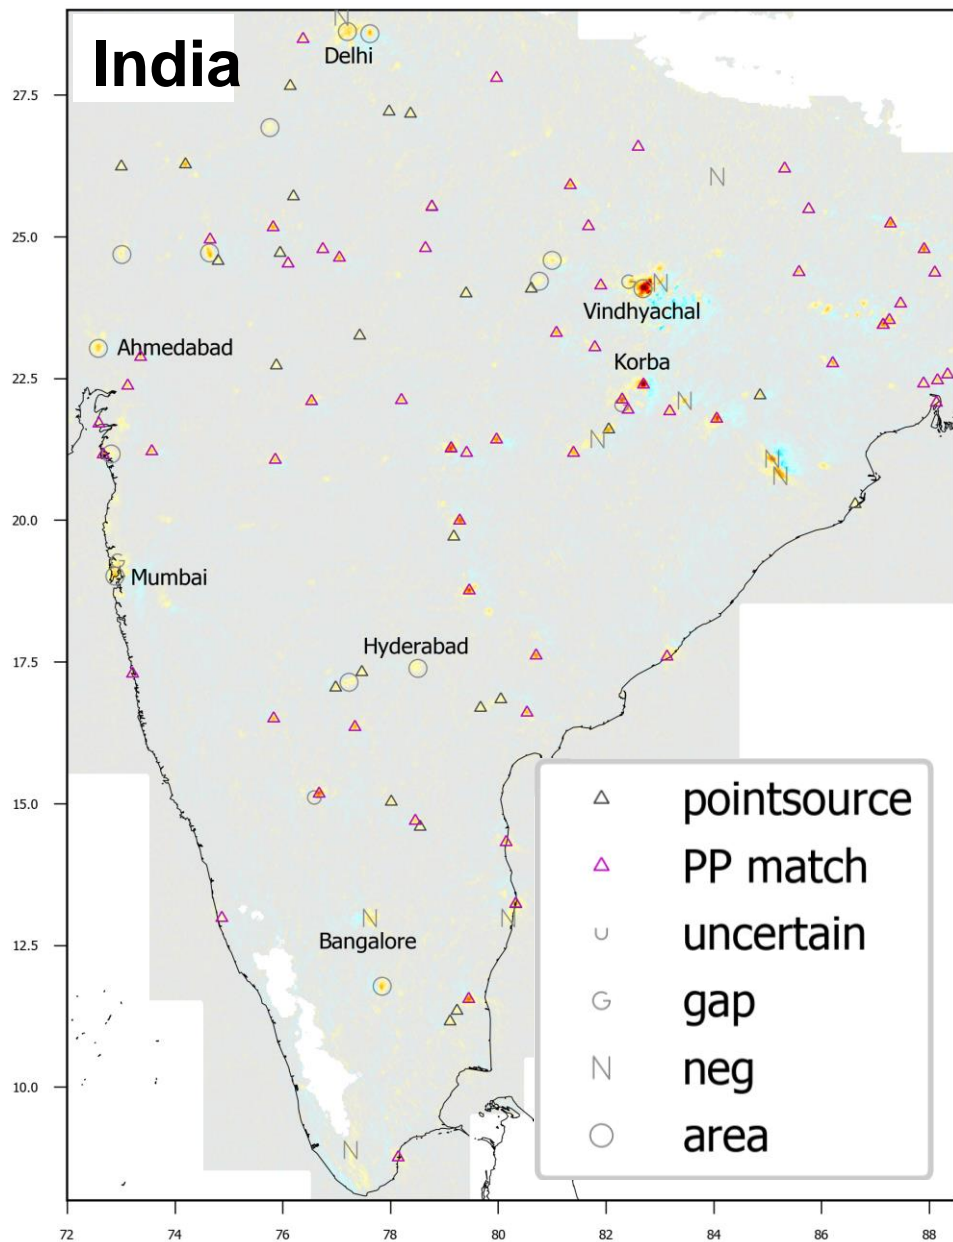 India
Delhi
27.5
25.0
Vindhyachal
Ahmedabad
Korba
22.5
20.0
Mumbai
Hyderabad
17.5
15.0
pointsource
PP match
uncertain
gap
neg
area
Bangalore
12.5
10.0
72 74 76 78 80 82 84 86 88
N
N
N
N
N
N
N
G
G
N
N
N
U